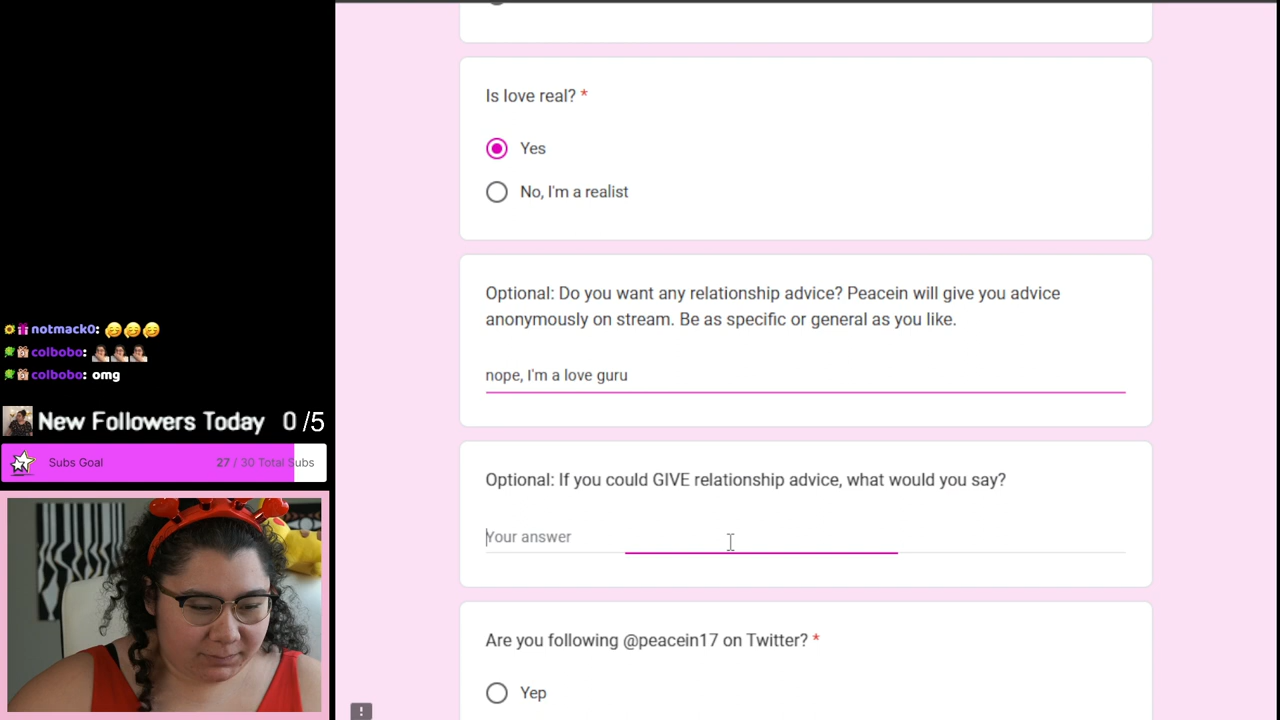 Is love real? *
Yes
No, I'm a realist
Optional: Do you want any relationship advice? Peacein will give you advice
anonymously on stream. Be as specific or general as you like.
nope, I'm a love guru
Optional: If you could GIVE relationship advice, what would you say?
Your answer
Are you following @peacein17 on Twitter? *
Yep
notmack0:
colbobo:
colbobo: omg
New Followers Today 0 /5
Subs Goal 27 / 30 Total Subs
!